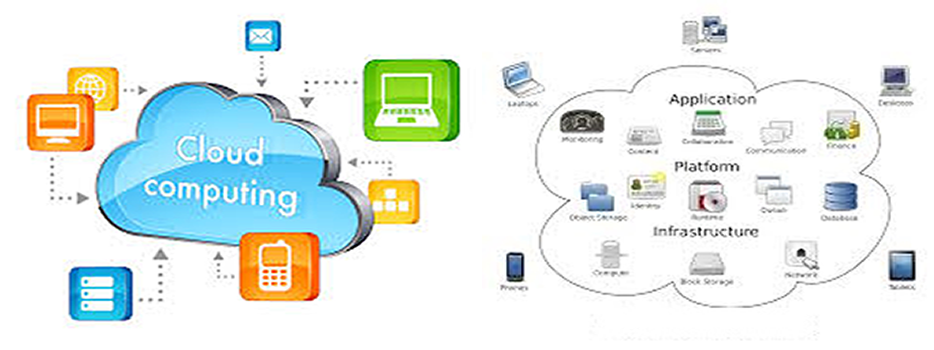 Cloud
computing
Servers
Laptops
Desktops
Application
Monitoring
Content
Collaboration
Communication
Finance
Platform
Object Storage
Identity
Runtime
Queue
Database
Infrastructure
Compute
Block Storage
Network
Phones
Tablets